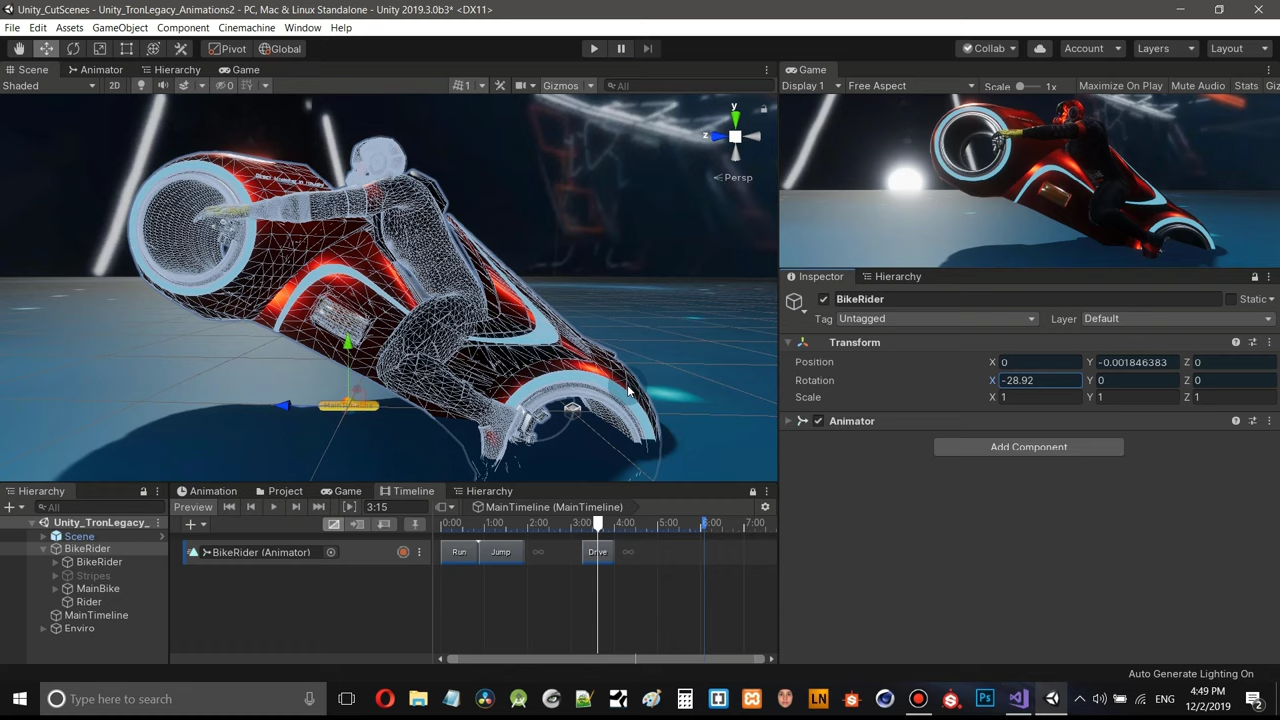 Unity_CutScenes - Unity_TronLegacy_Animations2 - PC, Mac & Linux Standalone - Unity 2019.3.0b3* <DX11>
File Edit Assets GameObject Component Cinemachine Window Help
Pivot Global Collab Account Layers Layout
Scene Animator Hierarchy Game
Shaded 2D 0 1 Gizmos All
y
z
Persp
Game
Display 1 Free Aspect Scale 1x Maximize On Play Mute Audio Stats Giz
Inspector Hierarchy
BikeRider Static
Tag Untagged Layer Default
Transform
Position X 0 Y -0.001846383 Z 0
Rotation X -28.92 Y 0 Z 0
Scale X 1 Y 1 Z 1
Animator
Add Component
Hierarchy
All
Unity_TronLegacy_
Scene
BikeRider
BikeRider
Stripes
MainBike
Rider
MainTimeline
Enviro
Animation Project Game Timeline Hierarchy
Preview 3:15 MainTimeline (MainTimeline)
0:00 1:00 2:00 3:00 4:00 5:00 6:00 7:00
BikeRider (Animator) Run Jump Drive
Auto Generate Lighting On
Type here to search
LN
Ps
ENG
4:49 PM
12/2/2019
2